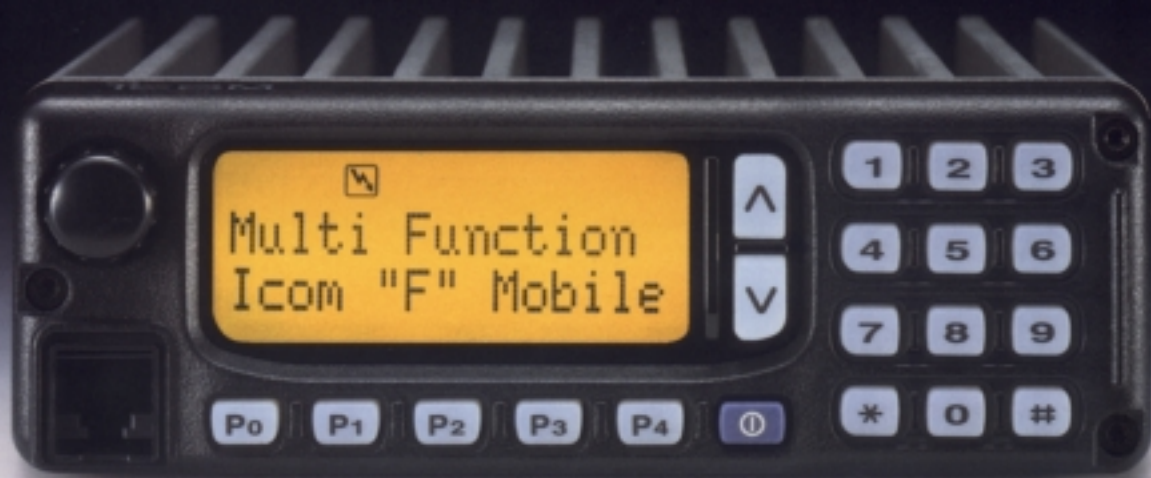 ICOM
Multi Function
Icom "F" Mobile
∧
∨
1 2 3
4 5 6
7 8 9
* 0 #
P0 P1 P2 P3 P4